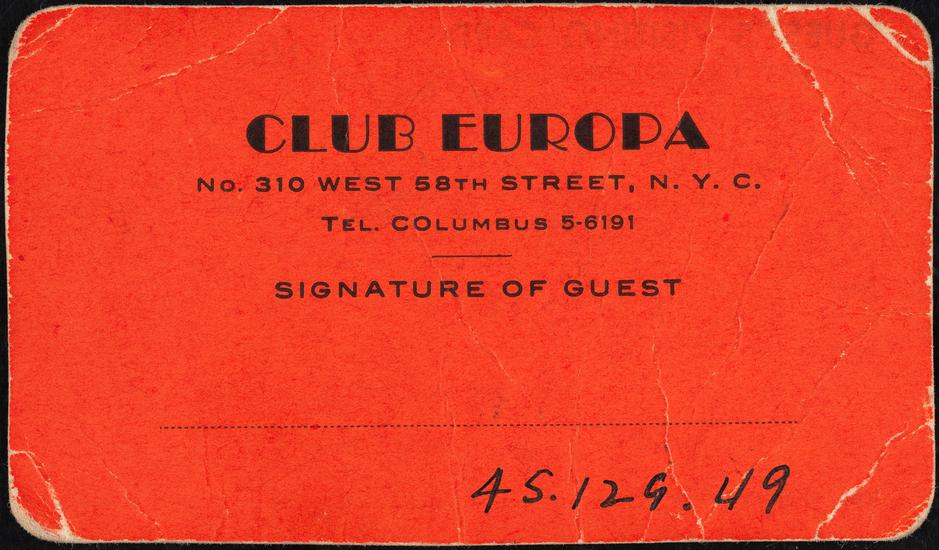 CLUB EUROPA
No. 310 WEST 58TH STREET, N. Y. C.
TEL. COLUMBUS 5-6191
SIGNATURE OF GUEST
45.129.49